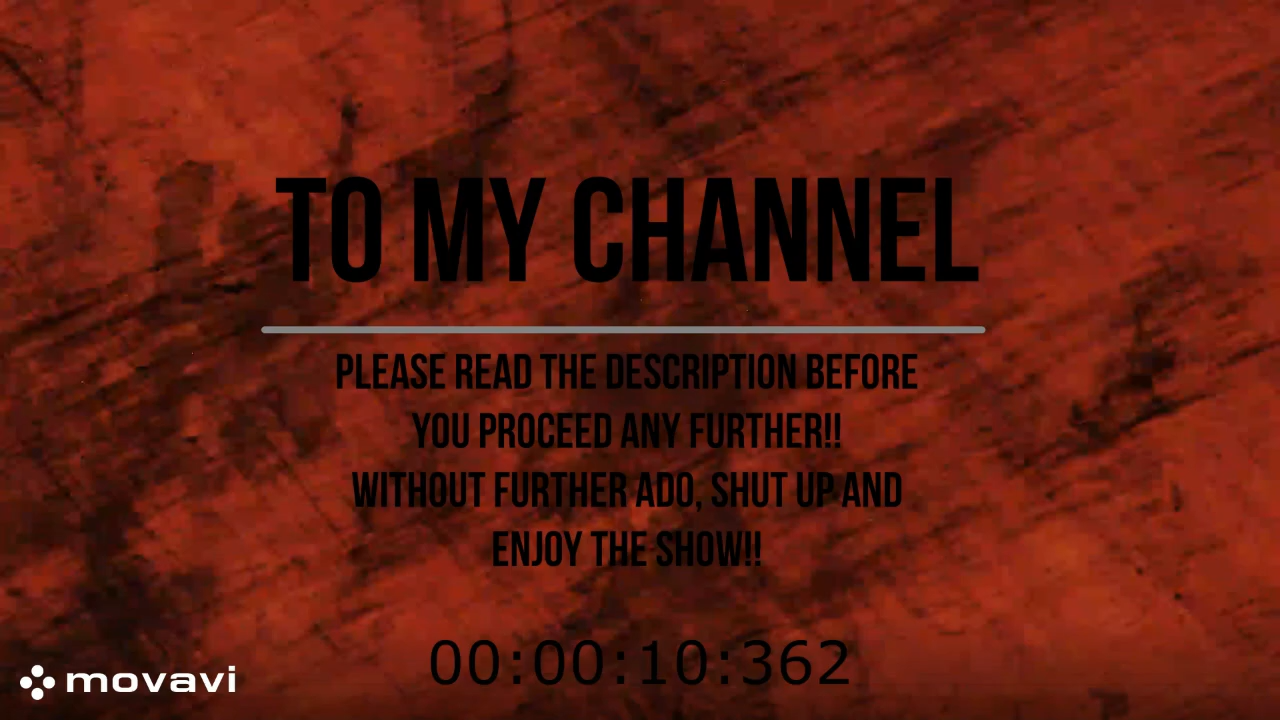 TO MY CHANNEL
PLEASE READ THE DESCRIPTION BEFORE
YOU PROCEED ANY FURTHER!!
WITHOUT FURTHER ADO, SHUT UP AND
ENJOY THE SHOW!!
00:00:10:362
movavi